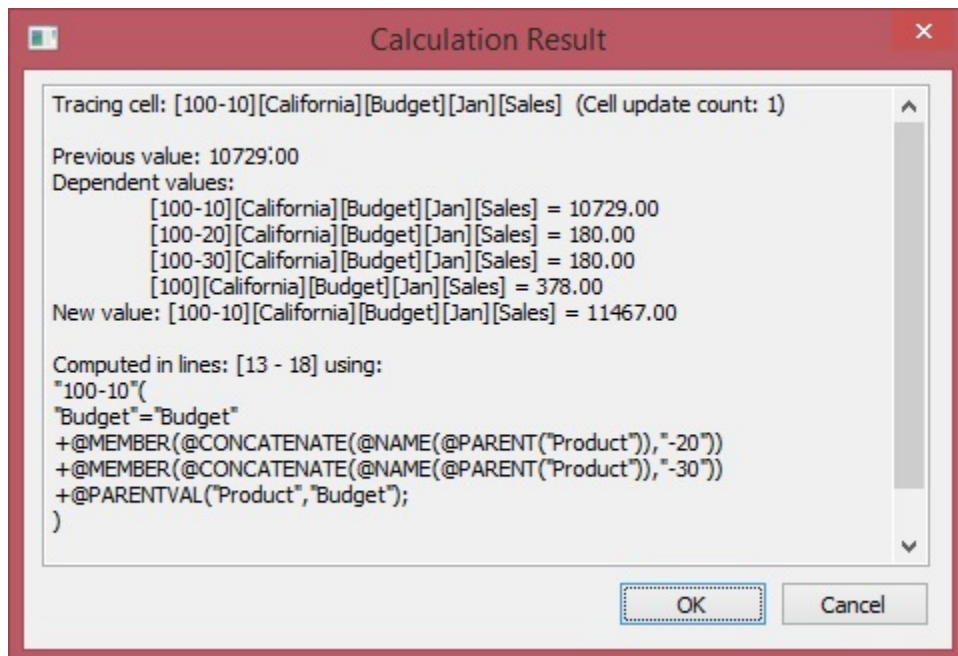 Calculation Result
Tracing cell: [100-10][California][Budget][Jan][Sales] (Cell update count: 1)
Previous value: 10729.00
Dependent values:
[100-10][California][Budget][Jan][Sales] = 10729.00
[100-20][California][Budget][Jan][Sales] = 180.00
[100-30][California][Budget][Jan][Sales] = 180.00
[100][California][Budget][Jan][Sales] = 378.00
New value: [100-10][California][Budget][Jan][Sales] = 11467.00
Computed in lines: [13 - 18] using:
"100-10"(
"Budget"="Budget"
+@MEMBER(@CONCATENATE(@NAME(@PARENT("Product")),"-20"))
+@MEMBER(@CONCATENATE(@NAME(@PARENT("Product")),"-30"))
+@PARENTVAL("Product","Budget");
)
OK Cancel